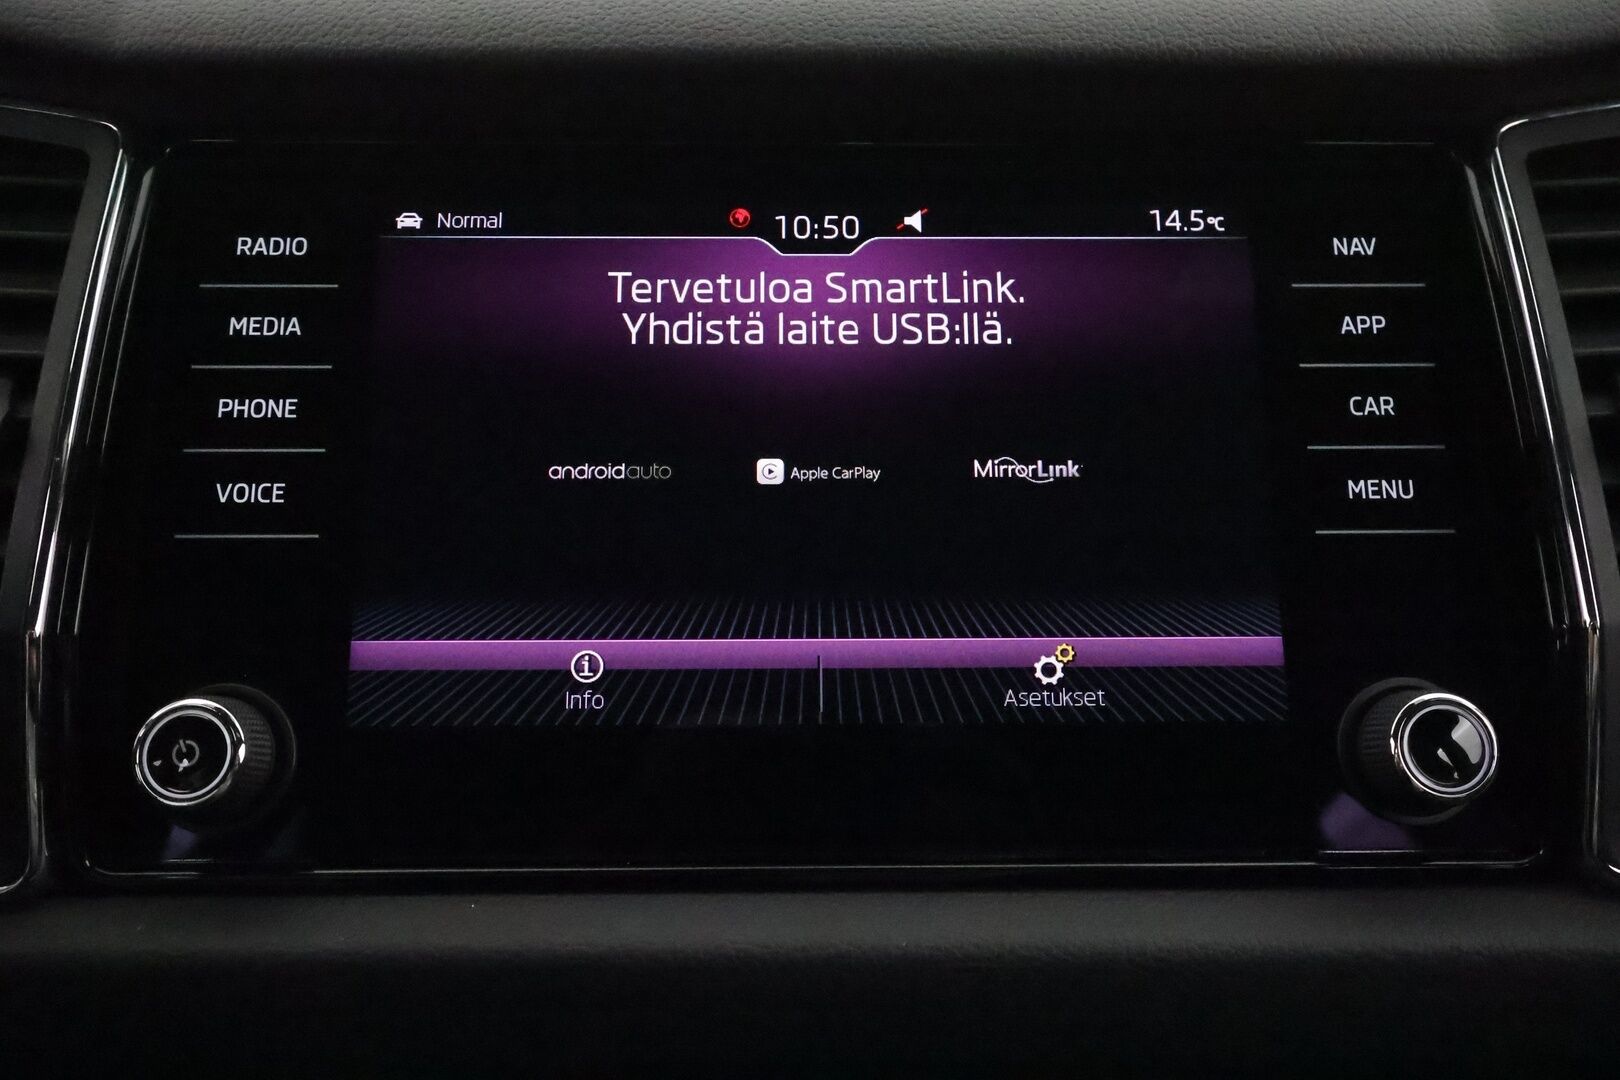 Normal
10:50
14.5°C
RADIO
MEDIA
PHONE
VOICE
Tervetuloa SmartLink.
Yhdistä laite USB:llä.
androidauto
Apple CarPlay
MirrorLink
Info
Asetukset
NAV
APP
CAR
MENU